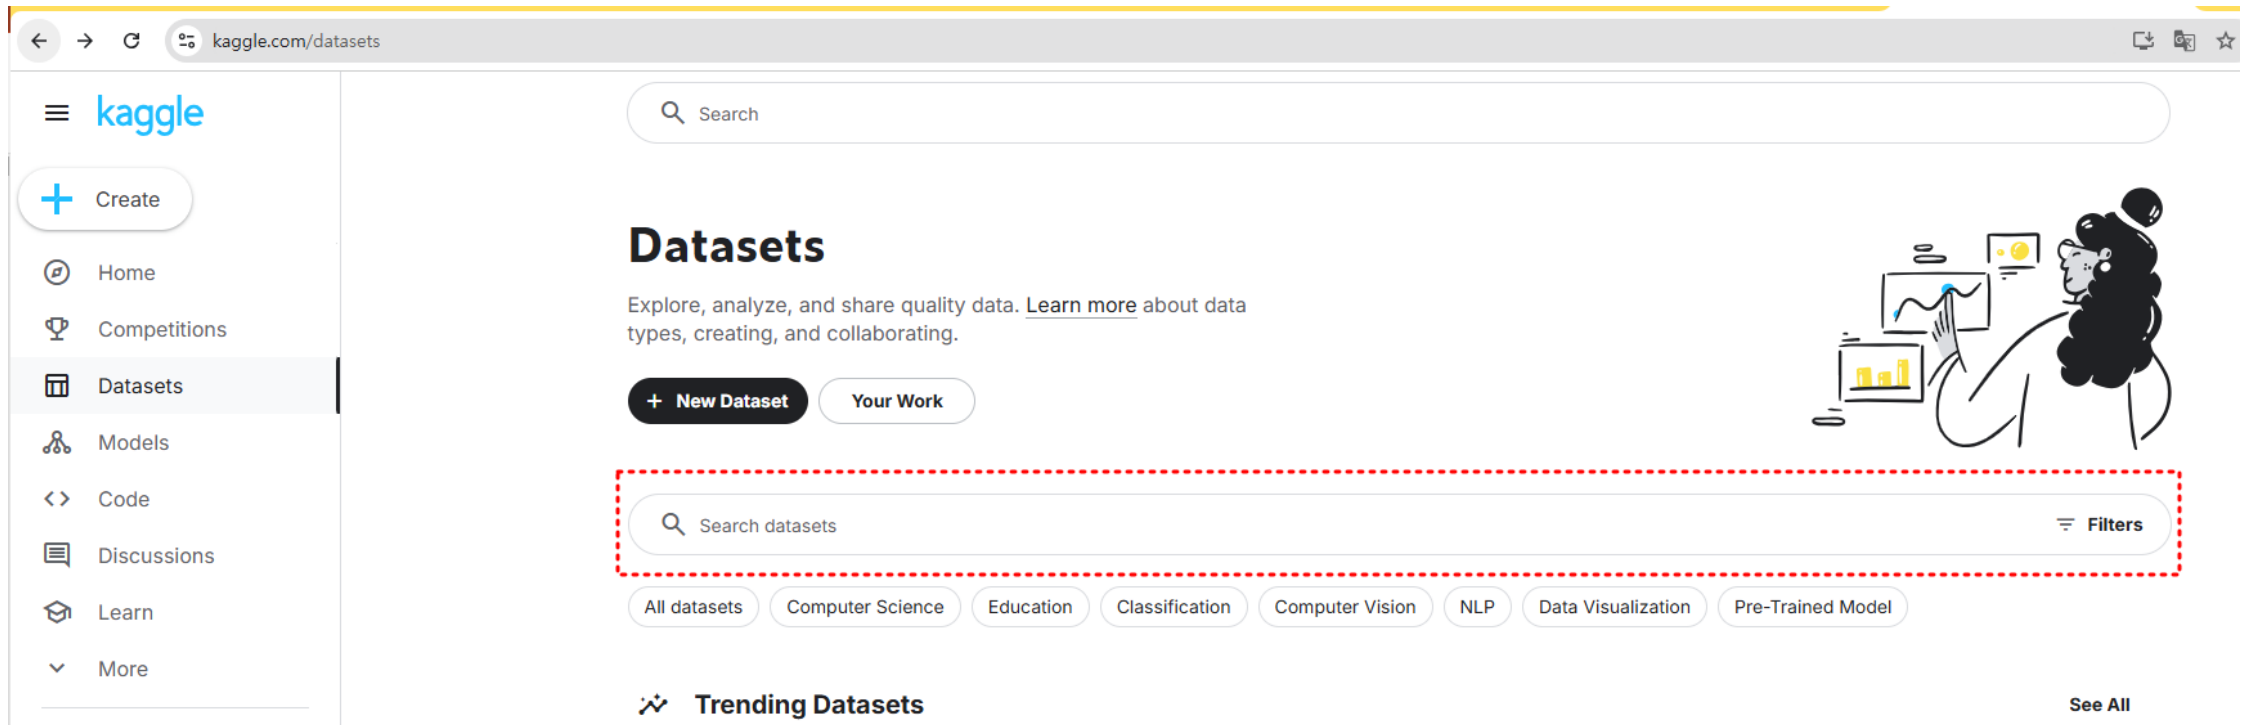 kaggle.com/datasets
kaggle
Search
Create
Home
Competitions
Datasets
Models
Code
Discussions
Learn
More
Datasets
Explore, analyze, and share quality data. Learn more about data
types, creating, and collaborating.
+ New Dataset
Your Work
Search datasets
Filters
All datasets
Computer Science
Education
Classification
Computer Vision
NLP
Data Visualization
Pre-Trained Model
Trending Datasets
See All